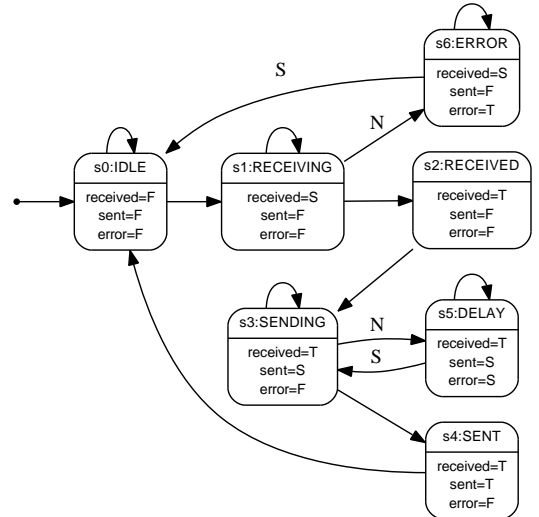 s6:ERROR
received=S
sent=F
error=T
S
N
s0:IDLE
received=F
sent=F
error=F
s1:RECEIVING
received=S
sent=F
error=F
s2:RECEIVED
received=T
sent=F
error=F
s3:SENDING
received=T
sent=S
error=F
N
S
s5:DELAY
received=T
sent=S
error=S
s4:SENT
received=T
sent=T
error=F